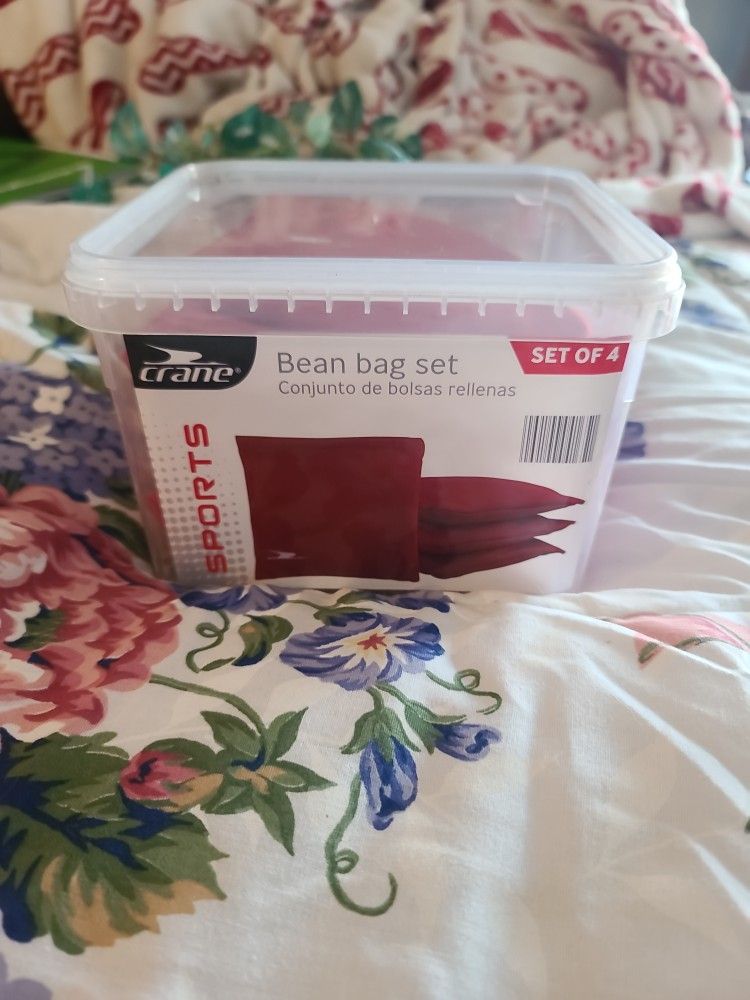 crane®
Bean bag set
Conjunto de bolsas rellenas
SET OF 4
SPORTS